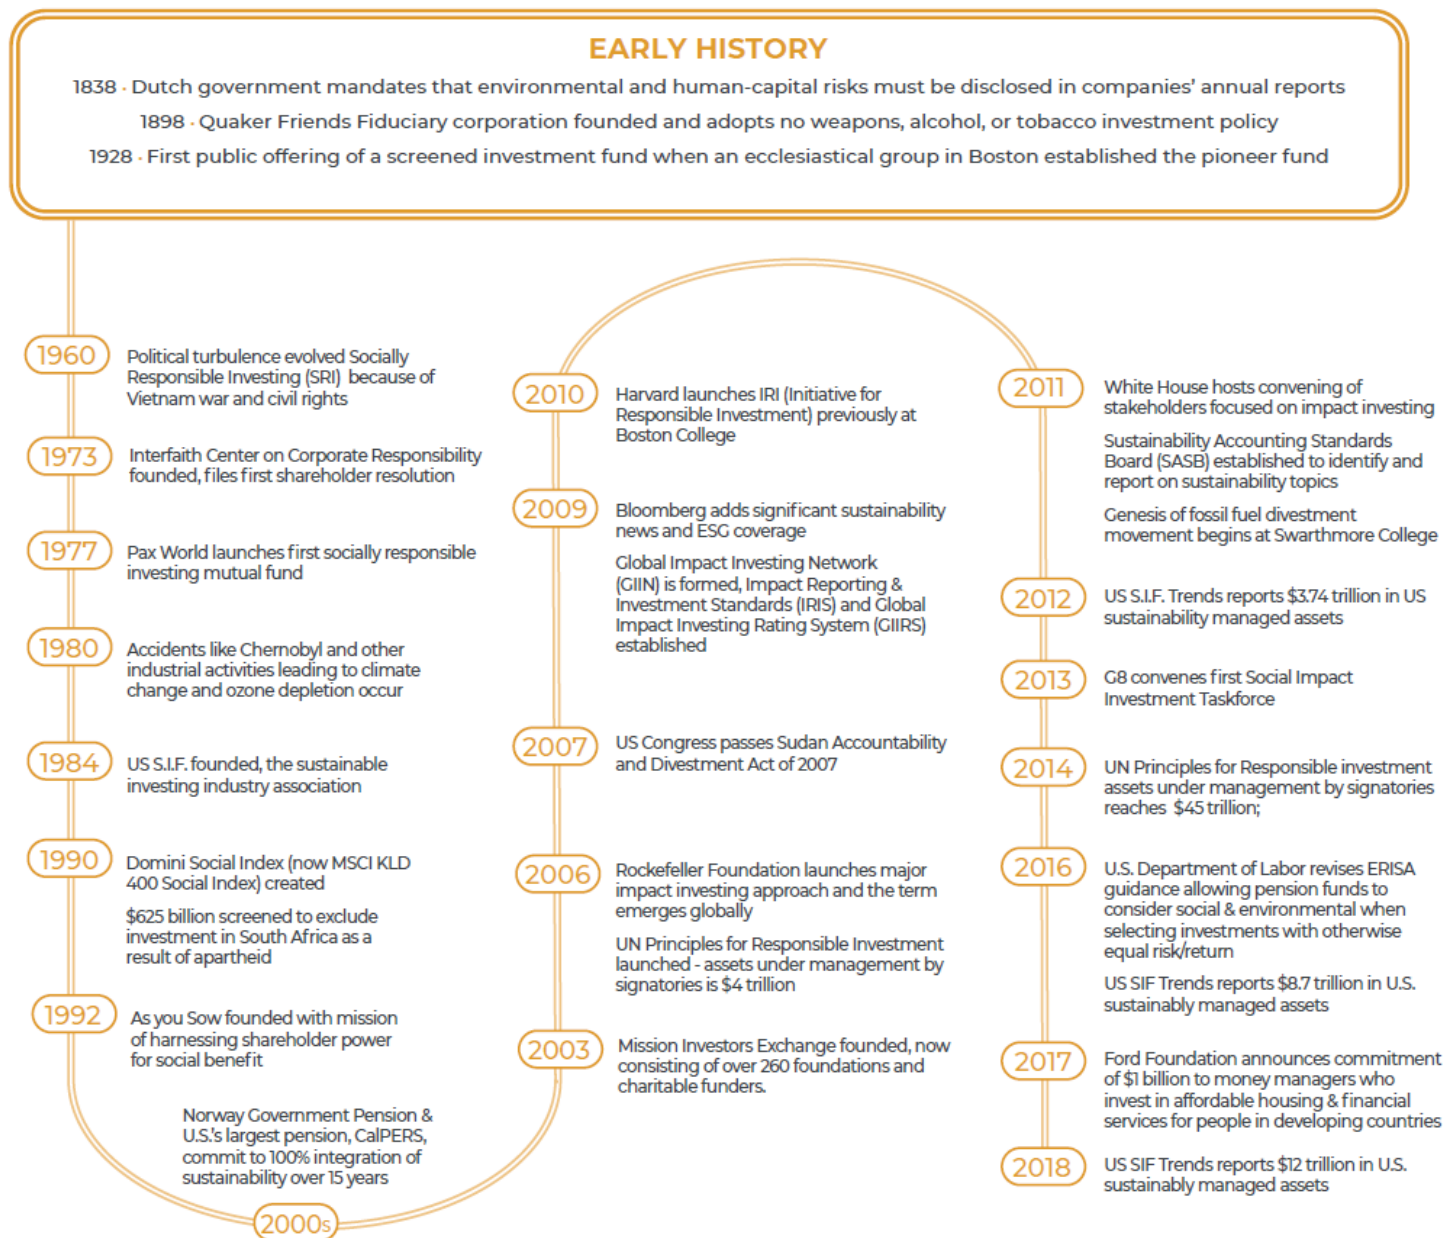 EARLY HISTORY
1838 · Dutch government mandates that environmental and human-capital risks must be disclosed in companies' annual reports
1898 · Quaker Friends Fiduciary corporation founded and adopts no weapons, alcohol, or tobacco investment policy
1928 · First public offering of a screened investment fund when an ecclesiastical group in Boston established the pioneer fund
1960
Political turbulence evolved Socially
Responsible Investing (SRI) because of
Vietnam war and civil rights
1973
Interfaith Center on Corporate Responsibility
founded, files first shareholder resolution
1977
Pax World launches first socially responsible
investing mutual fund
1980
Accidents like Chernobyl and other
industrial activities leading to climate
change and ozone depletion occur
1984
US S.I.F. founded, the sustainable
investing industry association
1990
Domini Social Index (now MSCI KLD
400 Social Index) created
$625 billion screened to exclude
investment in South Africa as a
result of apartheid
1992
As you Sow founded with mission
of harnessing shareholder power
for social benefit
Norway Government Pension &
U.S.'s largest pension, CalPERS,
commit to 100% integration of
sustainability over 15 years
2000s
2003
Mission Investors Exchange founded, now
consisting of over 260 foundations and
charitable funders.
2006
Rockefeller Foundation launches major
impact investing approach and the term
emerges globally
UN Principles for Responsible Investment
launched - assets under management by
signatories is $4 trillion
2007
US Congress passes Sudan Accountability
and Divestment Act of 2007
2009
Bloomberg adds significant sustainability
news and ESG coverage
Global Impact Investing Network
(GIIN) is formed, Impact Reporting &
Investment Standards (IRIS) and Global
Impact Investing Rating System (GIIRS)
established
2010
Harvard launches IRI (Initiative for
Responsible Investment) previously at
Boston College
2011
White House hosts convening of
stakeholders focused on impact investing
Sustainability Accounting Standards
Board (SASB) established to identify and
report on sustainability topics
Genesis of fossil fuel divestment
movement begins at Swarthmore College
2012
US S.I.F. Trends reports $3.74 trillion in US
sustainability managed assets
2013
G8 convenes first Social Impact
Investment Taskforce
2014
UN Principles for Responsible investment
assets under management by signatories
reaches $45 trillion;
2016
U.S. Department of Labor revises ERISA
guidance allowing pension funds to
consider social & environmental when
selecting investments with otherwise
equal risk/return
US SIF Trends reports $8.7 trillion in U.S.
sustainably managed assets
2017
Ford Foundation announces commitment
of $1 billion to money managers who
invest in affordable housing & financial
services for people in developing countries
2018
US SIF Trends reports $12 trillion in U.S.
sustainably managed assets